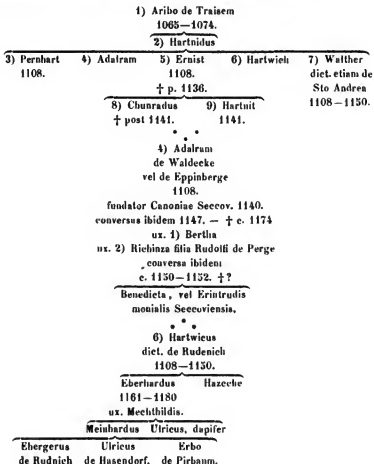 1) Aribo de Traisem
1065—1074.
2) Hartnidus
3) Pernhart 4) Adalram 5) Ernist 6) Hartwich 7) Walther
1108. 1108. dict. etiam de
† p. 1136. Sto Andrea
8) Chunradus 9) Hartnit 1108—1150.
† post 1141. 1141.
4) Adalram
de Waldecke
vel de Eppinberge
1108.
fundator Canoniae Seccov. 1140.
conversus ibidem 1147. — † c. 1174
ux. 1) Bertha
ux. 2) Richinza filia Rudolfi de Perge
conversa ibidem
c. 1150—1152. †?
Benedicta, vel Erintrudis
monialis Seccoviensis.
6) Hartwicus
dict. de Rudenich
1108—1150.
Eberhardus Hazeche
1161—1180
ux. Mechthildis.
Meinhardus Ulricus, dapifer
Ebergerus Ulricus Erbo
de Rudnich de Hasendorf. de Pirbaum.